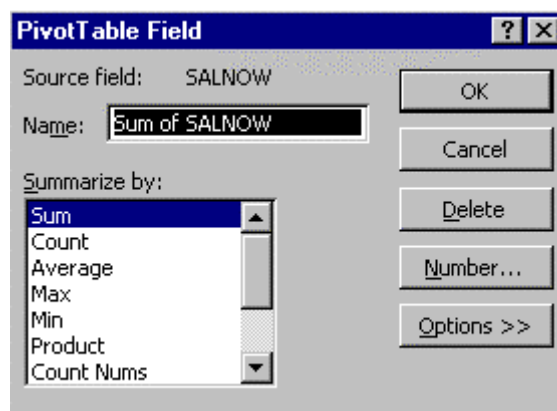 PivotTable Field
Source field: SALNOW
Name: Sum of SALNOW
Summarize by:
Sum
Count
Average
Max
Min
Product
Count Nums
OK
Cancel
Delete
Number...
Options >>